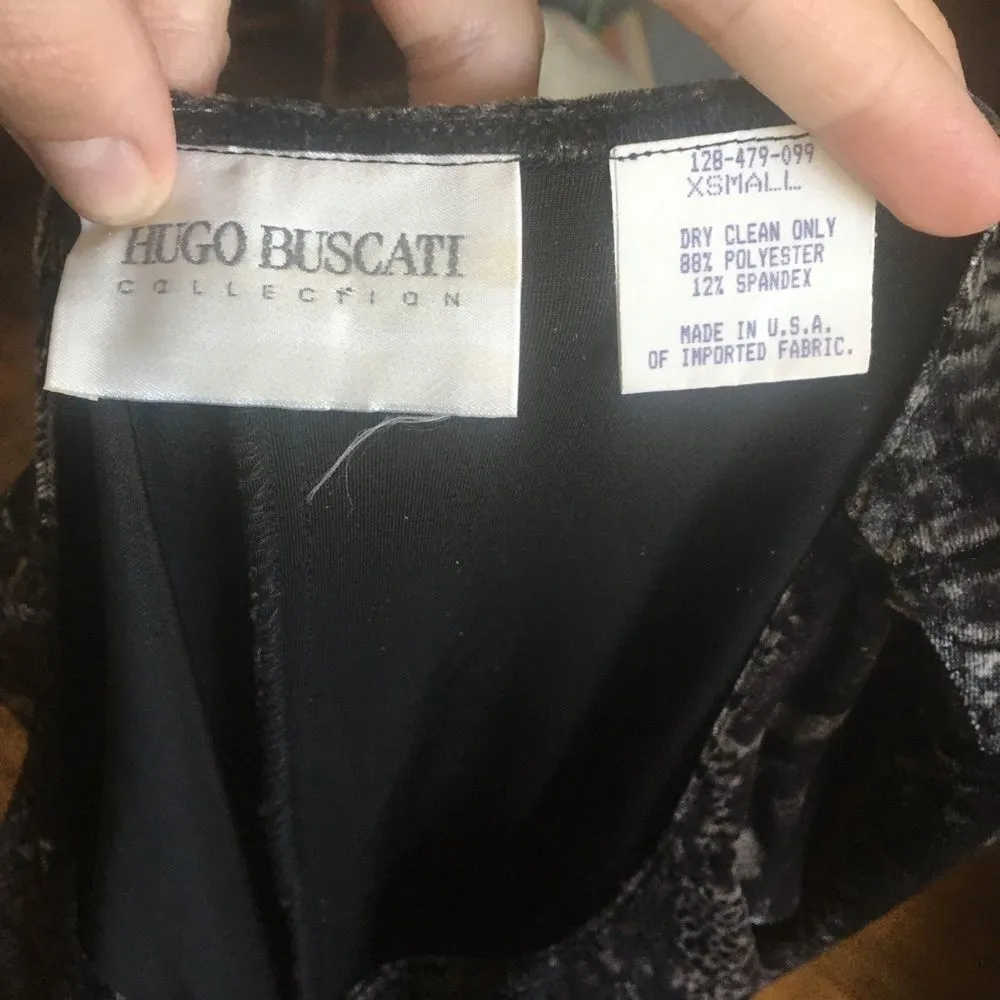 HUGO BUSCATI
COLLECTION
128-479-099
XSMALL
DRY CLEAN ONLY
88% POLYESTER
12% SPANDEX
MADE IN U.S.A.
OF IMPORTED FABRIC.